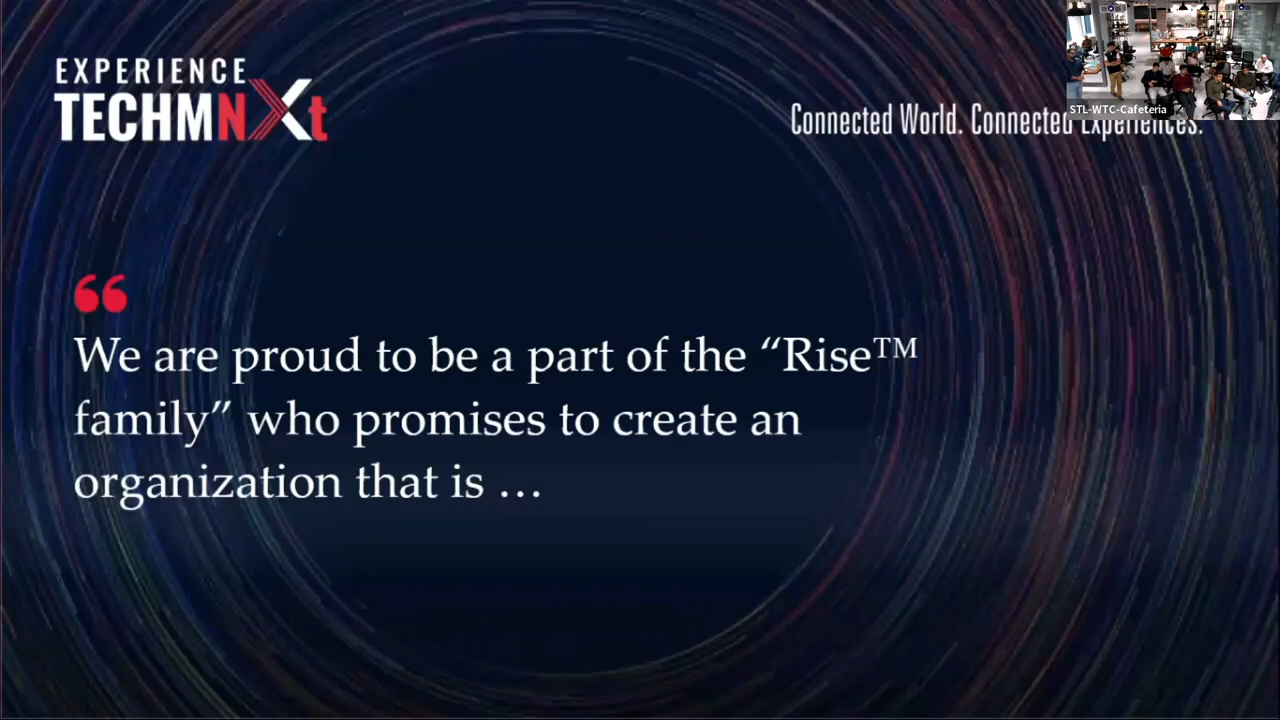 EXPERIENCE
TECHMNXt
Connected World. Connected Experiences.
STL-WTC-Cafeteria
“
We are proud to be a part of the “Rise™
family” who promises to create an
organization that is …